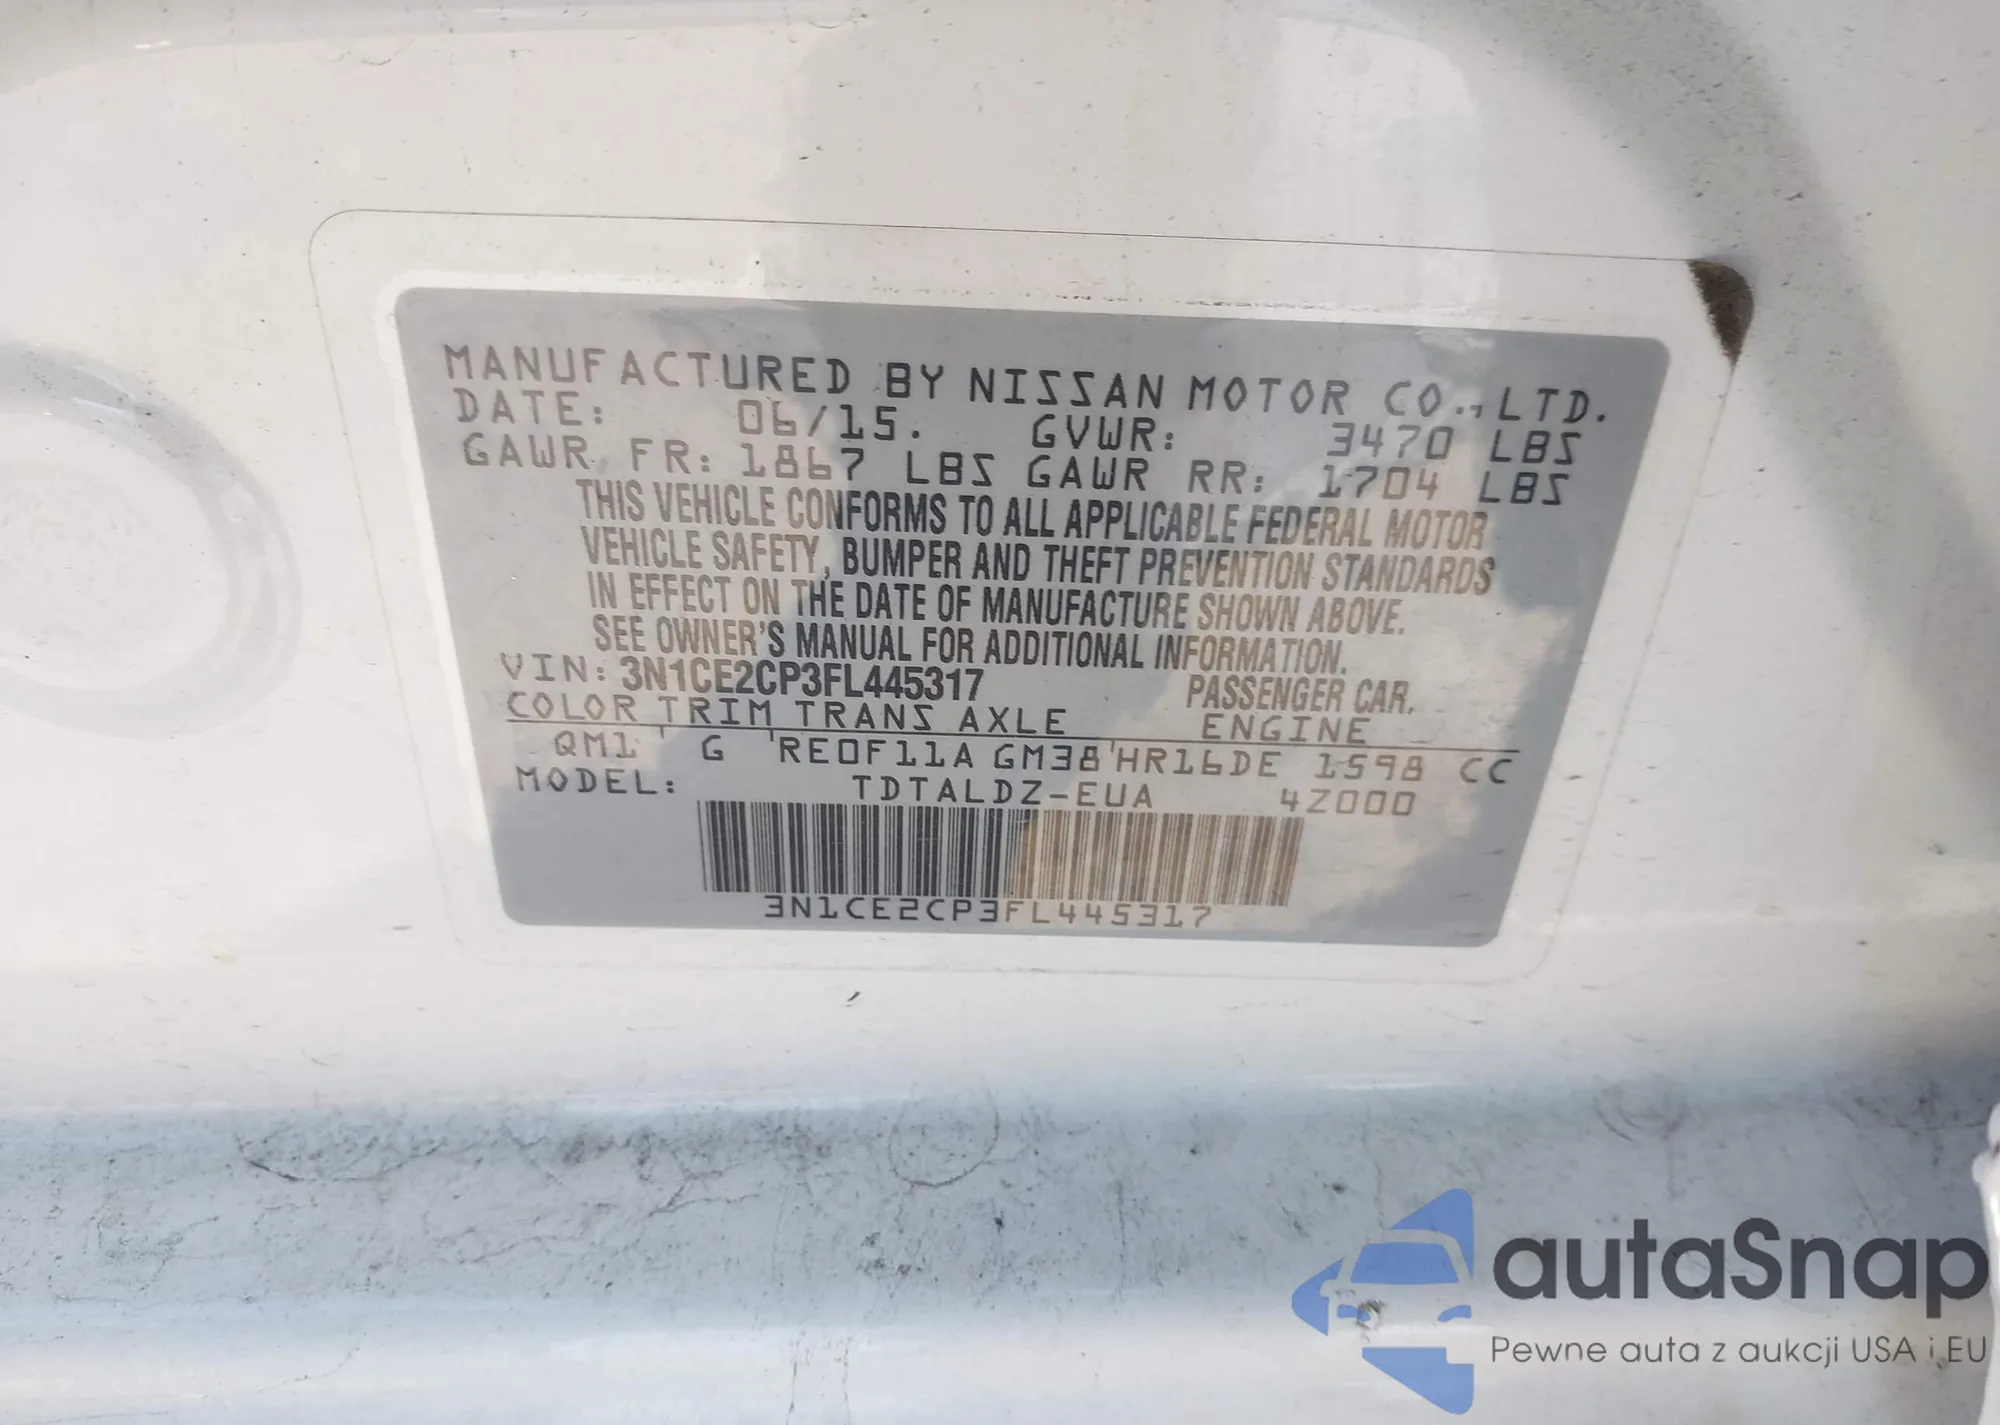 MANUFACTURED BY NISSAN MOTOR CO., LTD.
DATE: 06/15. GVWR: 3470 LBS
GAWR FR: 1867 LBS GAWR RR: 1704 LBS
THIS VEHICLE CONFORMS TO ALL APPLICABLE FEDERAL MOTOR
VEHICLE SAFETY, BUMPER AND THEFT PREVENTION STANDARDS
IN EFFECT ON THE DATE OF MANUFACTURE SHOWN ABOVE.
SEE OWNER'S MANUAL FOR ADDITIONAL INFORMATION.
VIN: 3N1CE2CP3FL445317 PASSENGER CAR.
COLOR TRIM TRANS AXLE ENGINE
QM1 ' G 'RE0F11A GM38'HR16DE 1598 CC
MODEL: TDTALDZ-EUA 4Z000
3N1CE2CP3FL445317
autaSnap
Pewne auta z aukcji USA i EU